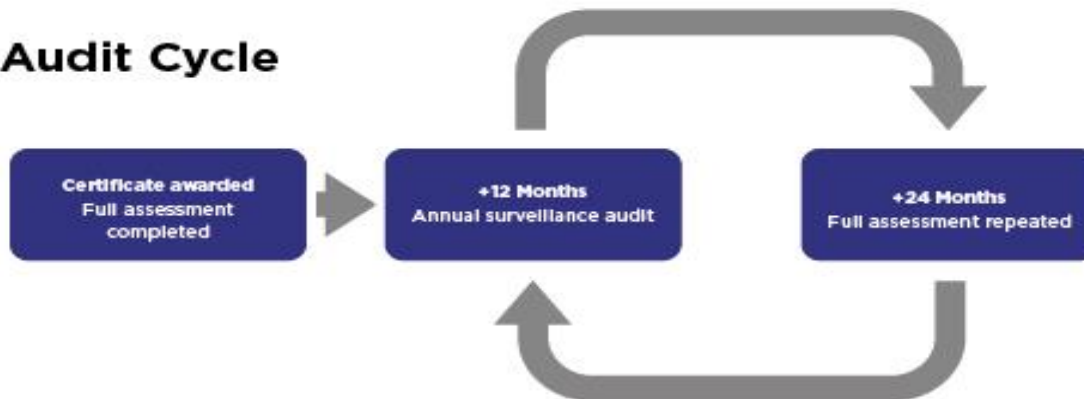 Audit Cycle
Certificate awarded
Full assessment
completed
+12 Months
Annual surveillance audit
+24 Months
Full assessment repeated